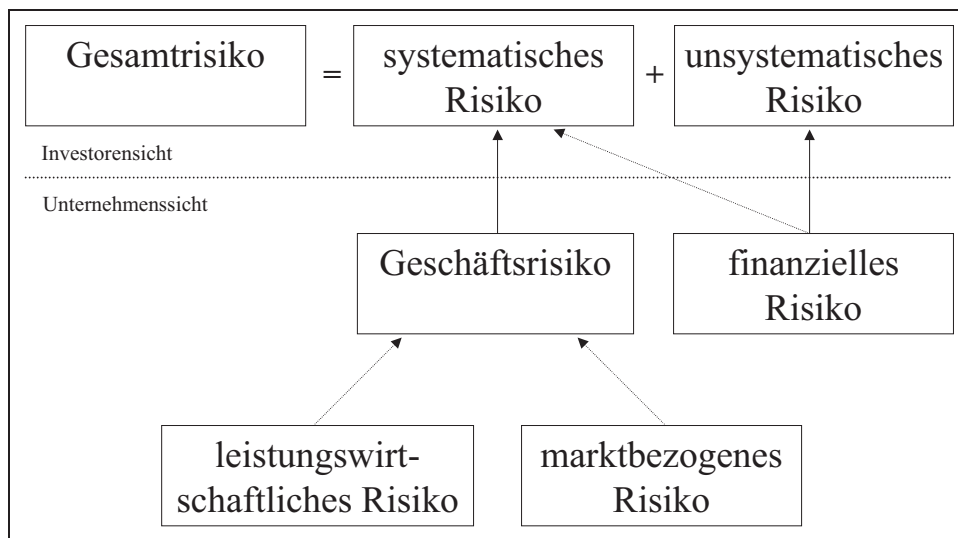 Gesamtrisiko
=
systematisches
Risiko
+
unsystematisches
Risiko
Investorensicht
Unternehmenssicht
Geschäftsrisiko
finanzielles
Risiko
leistungswirt-
schaftliches Risiko
marktbezogenes
Risiko